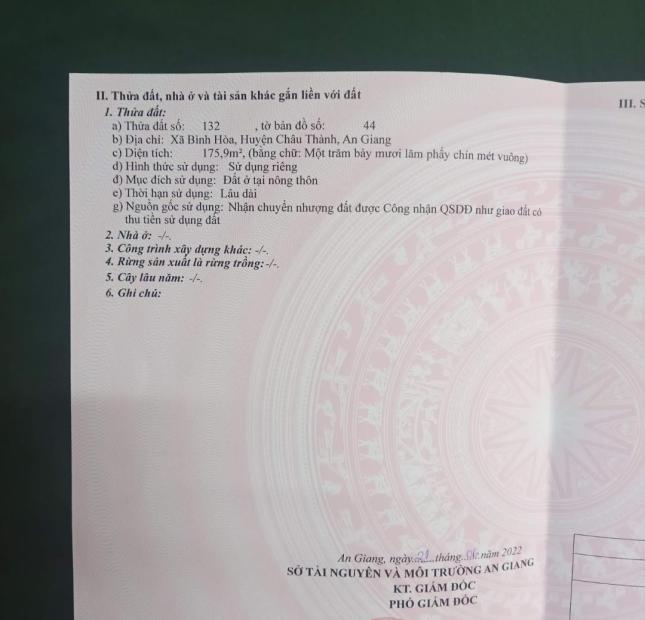 II. Thửa đất, nhà ở và tài sản khác gắn liền với đất
1. Thửa đất:
a) Thửa đất số: 132 , tờ bản đồ số: 44
b) Địa chỉ: Xã Bình Hòa, Huyện Châu Thành, An Giang
c) Diện tích: 175,9m², (bằng chữ: Một trăm bảy mươi lăm phẩy chín mét vuông)
d) Hình thức sử dụng: Sử dụng riêng
đ) Mục đích sử dụng: Đất ở tại nông thôn
e) Thời hạn sử dụng: Lâu dài
g) Nguồn gốc sử dụng: Nhận chuyển nhượng đất được Công nhận QSDĐ như giao đất có
thu tiền sử dụng đất
2. Nhà ở: -/-.
3. Công trình xây dựng khác: -/-.
4. Rừng sản xuất là rừng trồng: -/-.
5. Cây lâu năm: -/-.
6. Ghi chú:
III. S
An Giang, ngày tháng năm 2022
SỞ TÀI NGUYÊN VÀ MÔI TRƯỜNG AN GIANG
KT. GIÁM ĐỐC
PHÓ GIÁM ĐỐC